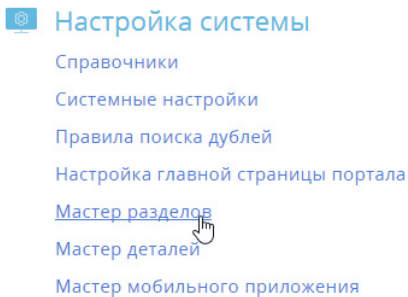 Настройка системы
Справочники
Системные настройки
Правила поиска дублей
Настройка главной страницы портала
Мастер разделов
Мастер деталей
Мастер мобильного приложения